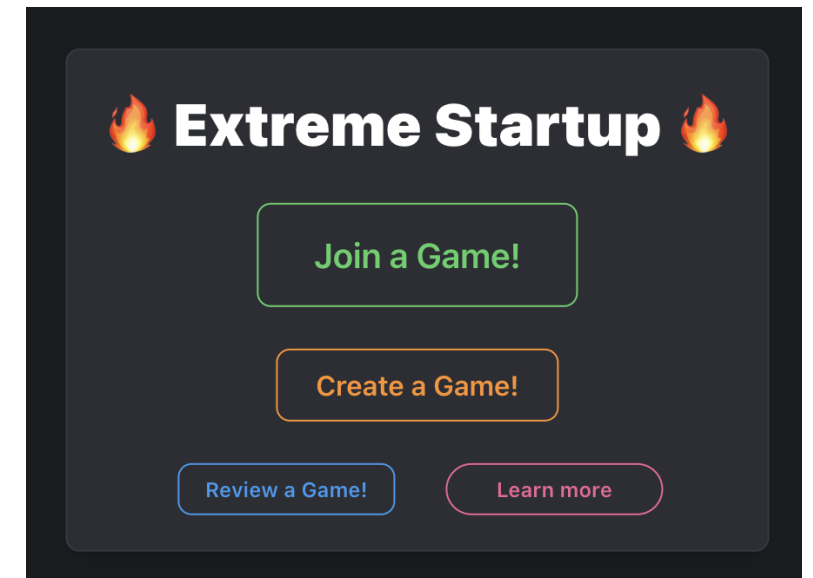 🔥 Extreme Startup 🔥
Join a Game!
Create a Game!
Review a Game!
Learn more